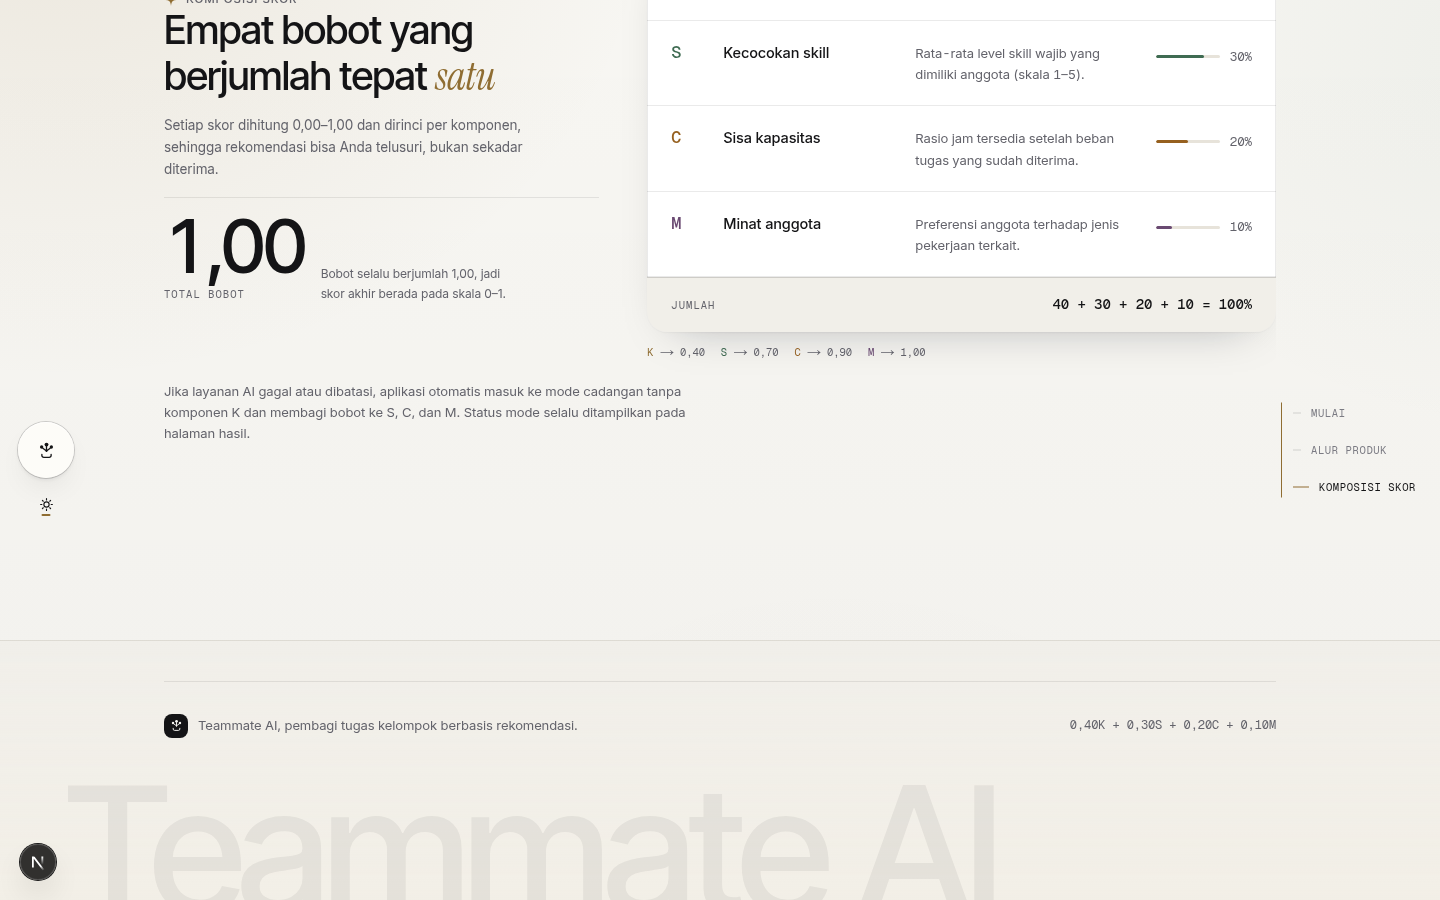 KOMPOSISI SKOR
Empat bobot yang
berjumlah tepat satu
Setiap skor dihitung 0,00–1,00 dan dirinci per komponen,
sehingga rekomendasi bisa Anda telusuri, bukan sekadar
diterima.
1,00
TOTAL BOBOT
Bobot selalu berjumlah 1,00, jadi
skor akhir berada pada skala 0–1.
S
Kecocokan skill
Rata-rata level skill wajib yang
dimiliki anggota (skala 1–5).
30%
C
Sisa kapasitas
Rasio jam tersedia setelah beban
tugas yang sudah diterima.
20%
M
Minat anggota
Preferensi anggota terhadap jenis
pekerjaan terkait.
10%
JUMLAH
40 + 30 + 20 + 10 = 100%
K → 0,40 S → 0,70 C → 0,90 M → 1,00
Jika layanan AI gagal atau dibatasi, aplikasi otomatis masuk ke mode cadangan tanpa
komponen K dan membagi bobot ke S, C, dan M. Status mode selalu ditampilkan pada
halaman hasil.
MULAI
ALUR PRODUK
KOMPOSISI SKOR
Teammate AI, pembagi tugas kelompok berbasis rekomendasi.
0,40K + 0,30S + 0,20C + 0,10M
Teammate AI
N